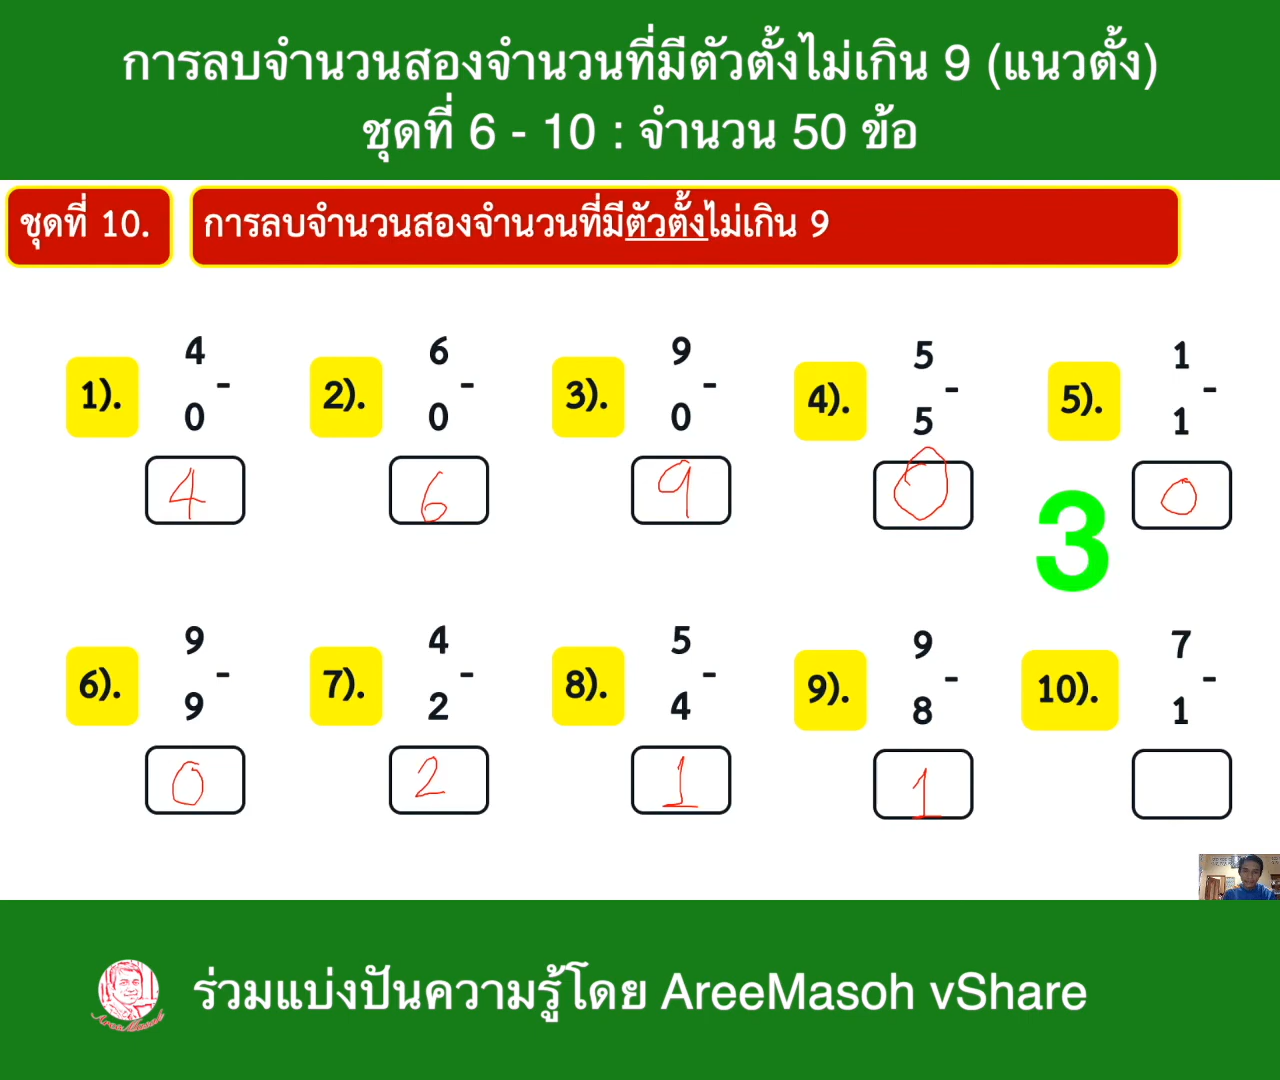 การลบจำนวนสองจำนวนที่มีตัวตั้งไม่เกิน 9 (แนวตั้ง)
ชุดที่ 6 - 10 : จำนวน 50 ข้อ
ชุดที่ 10. การลบจำนวนสองจำนวนที่มีตัวตั้งไม่เกิน 9
1). 4 - 0 4
2). 6 - 0 6
3). 9 - 0 9
4). 5 - 5 0
5). 1 - 1 0
3
6). 9 - 9 0
7). 4 - 2 2
8). 5 - 4 1
9). 9 - 8 1
10). 7 - 1
AreeMasoh
ร่วมแบ่งปันความรู้โดย AreeMasoh vShare